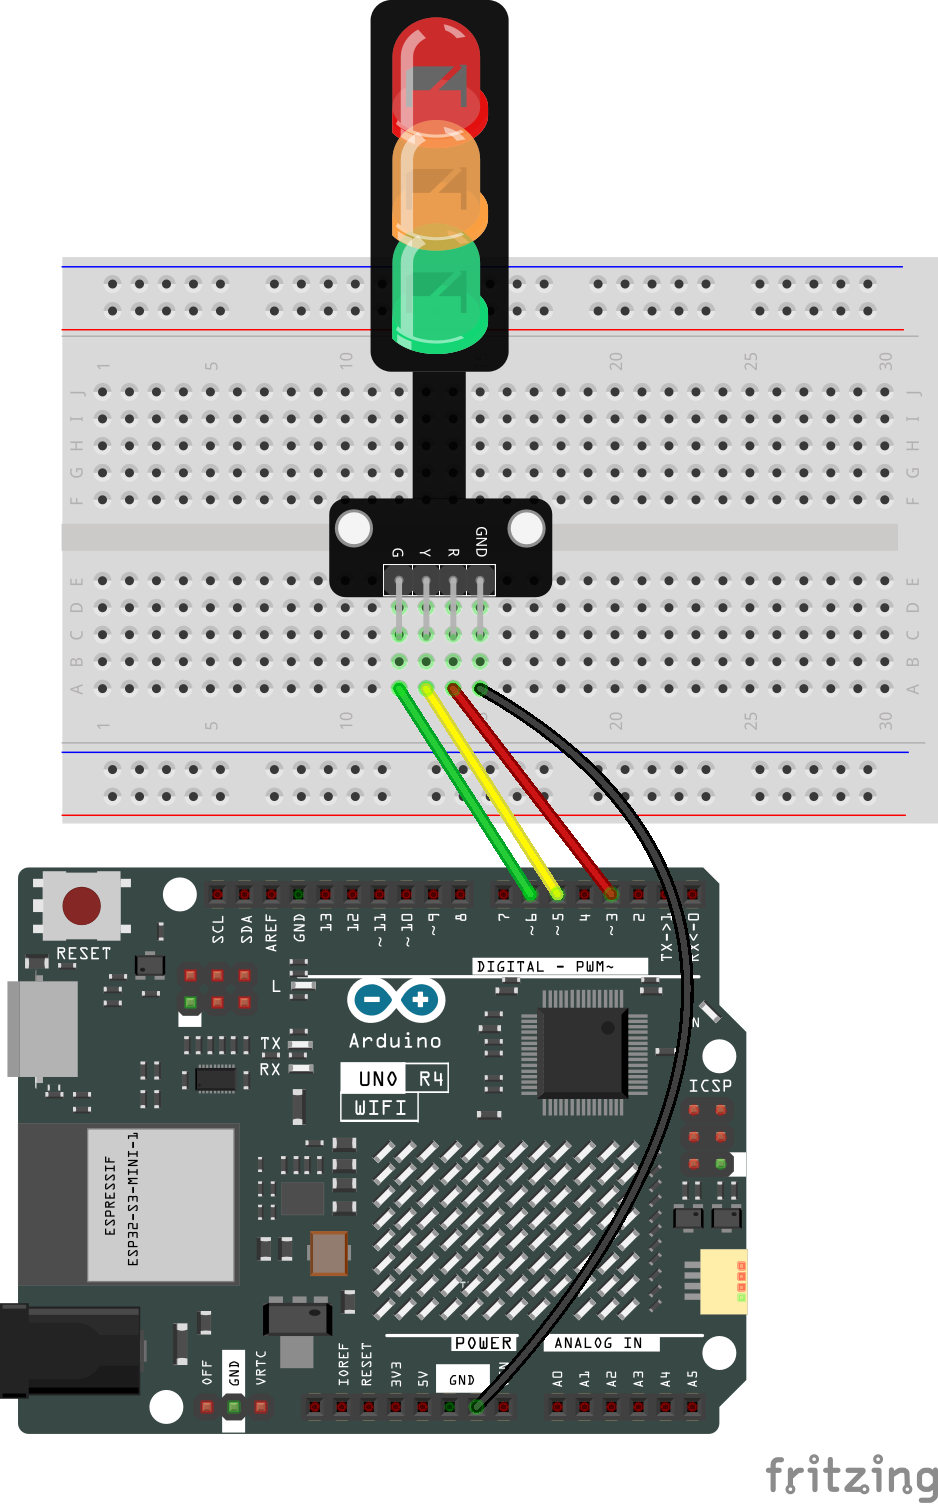 1 5 10 15 20 25 30
J J
I I
H H
G G
F F
G Y R GND
E E
D D
C C
B B
A A
1 5 10 20 25 30
SCL SDA AREF GND 13 12 ~11 ~10 ~9 8 7 ~6 ~5 4 ~3 2 TX->1 RX<-0
RESET
DIGITAL - PWM~
L
TX
RX
Arduino
UNO R4
WIFI
ICSP
ESPRESSIF
ESP32-S3-MINI-1
POWER ANALOG IN
OFF GND VRTC IOREF RESET 3V3 5V GND A0 A1 A2 A3 A4 A5
fritzing